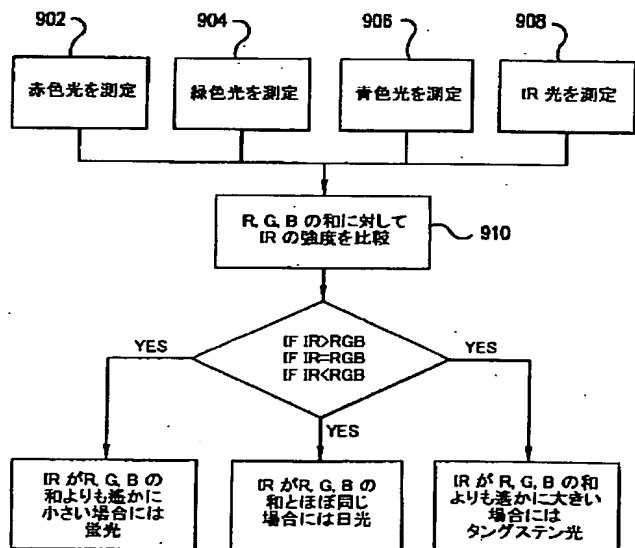 902
904
906
908
赤色光を測定
緑色光を測定
青色光を測定
IR 光を測定
R, G, B の和に対して
IR の強度を比較
910
IF IR>RGB
IF IR=RGB
IF IR<RGB
YES
YES
YES
IR がR, G, B の
和よりも遥かに
小さい場合には
蛍光
IR がR, G, B の
和とほぼ同じ
場合には日光
IR が R, G, B の和
よりも遥かに大きい
場合には
タングステン光